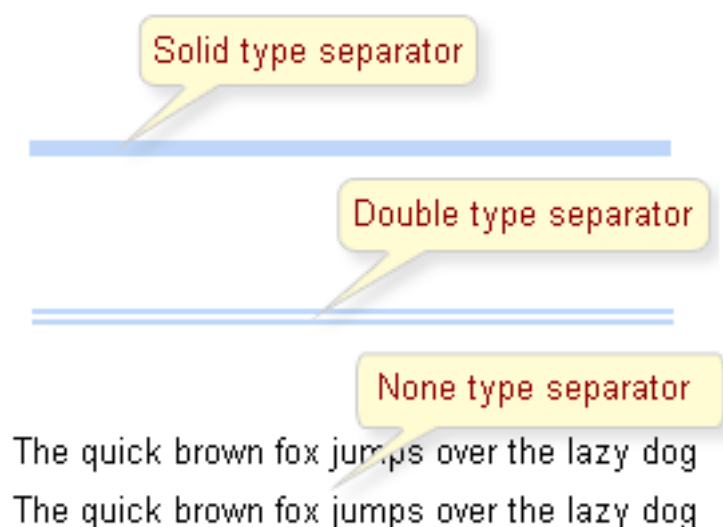 Solid type separator
Double type separator
None type separator
The quick brown fox jumps over the lazy dog
The quick brown fox jumps over the lazy dog